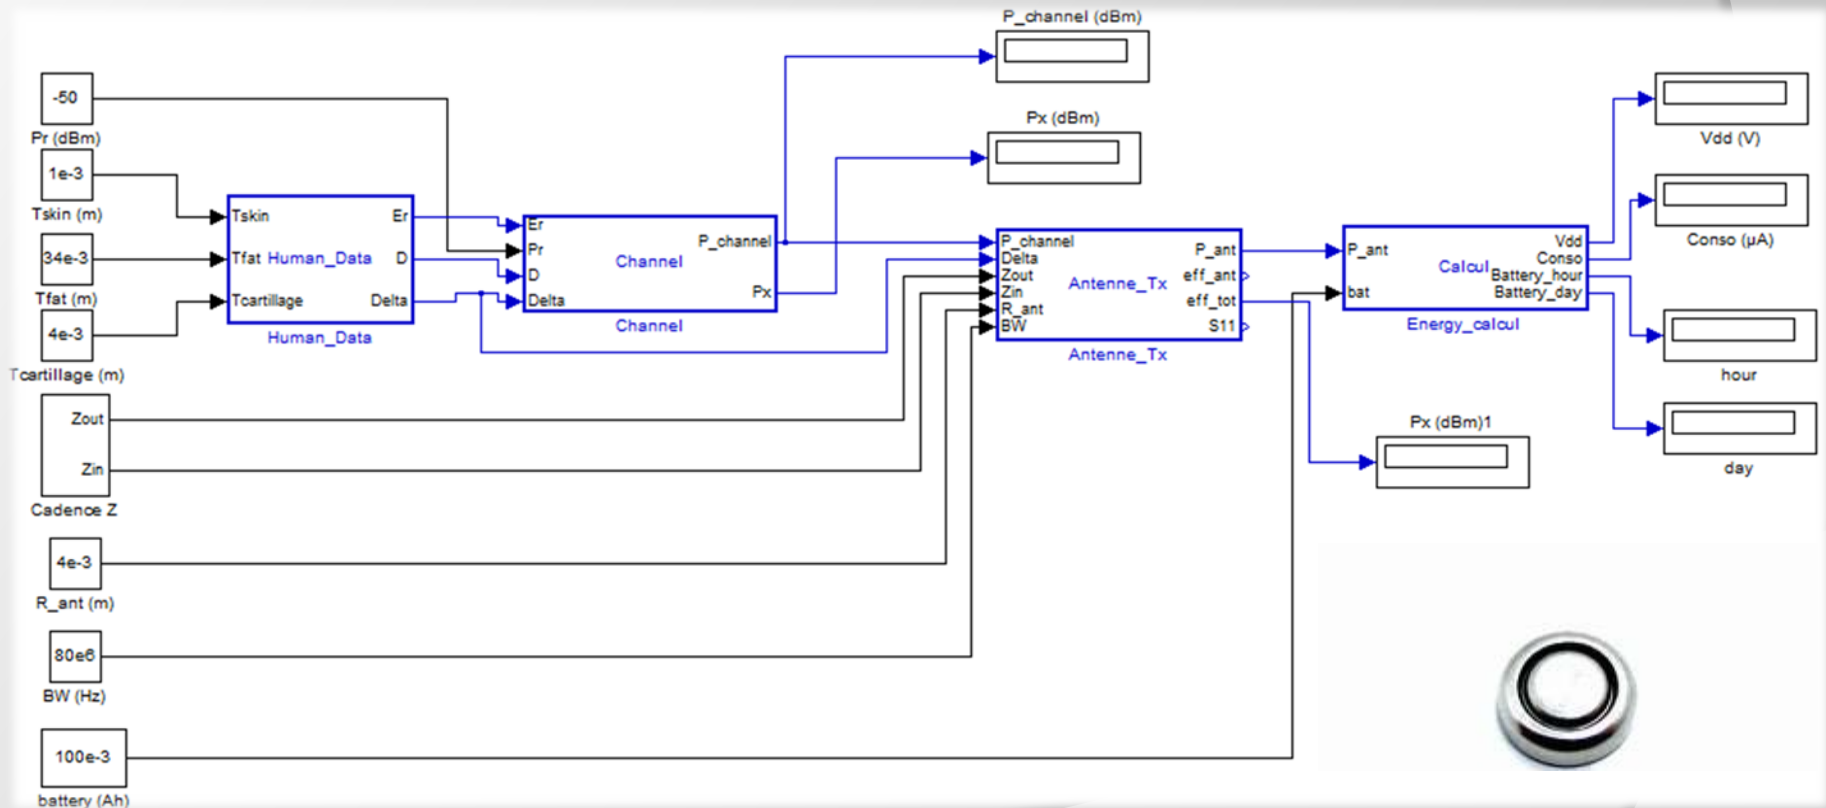 P_channel (dBm)
-50
Pr (dBm)
Px (dBm)
Vdd (V)
1e-3
Tskin (m)
Conso (µA)
34e-3
Tfat (m)
4e-3
Tcartillage (m)
Tskin
Tfat
Tcartillage
Human_Data
Er
D
Delta
Human_Data
Er
Pr
D
Delta
Channel
P_channel
Px
Channel
P_channel
Delta
Zout
Zin
R_ant
BW
Antenne_Tx
P_ant
eff_ant
eff_tot
S11
Antenne_Tx
P_ant
bat
Calcul
Vdd
Conso
Battery_hour
Battery_day
Energy_calcul
hour
day
Px (dBm)1
Zout
Zin
Cadence Z
4e-3
R_ant (m)
80e6
BW (Hz)
100e-3
battery (Ah)